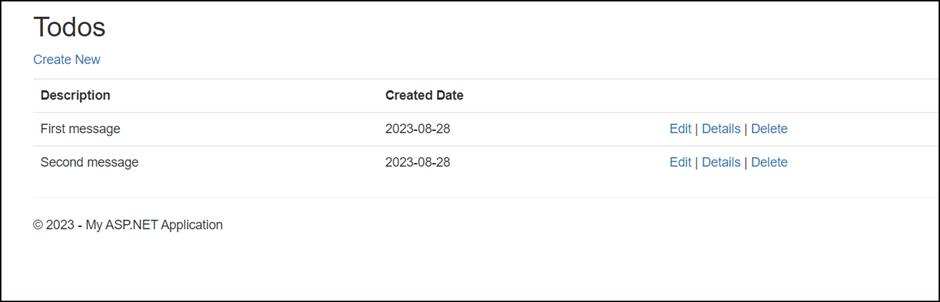 Todos
Create New
Description Created Date
First message 2023-08-28 Edit | Details | Delete
Second message 2023-08-28 Edit | Details | Delete
© 2023 - My ASP.NET Application